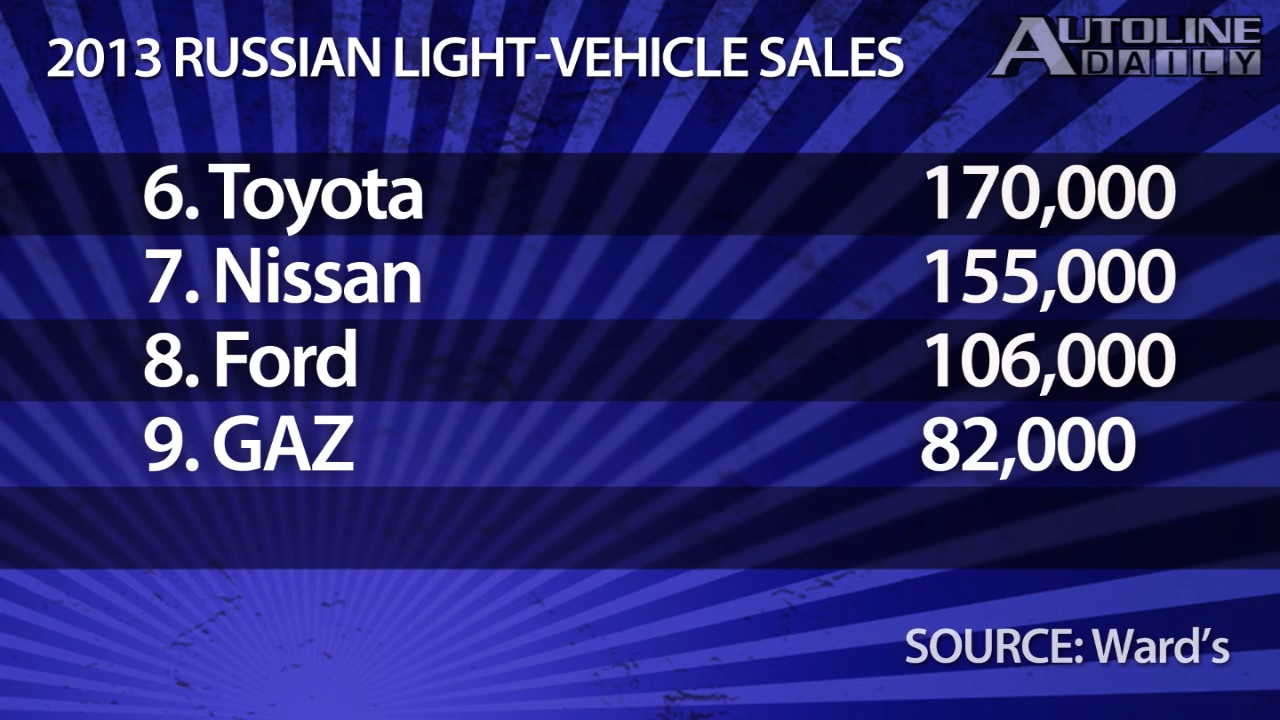 2013 RUSSIAN LIGHT-VEHICLE SALES
AUTOLINE
DAILY
6. Toyota 170,000
7. Nissan 155,000
8. Ford 106,000
9. GAZ 82,000
SOURCE: Ward's